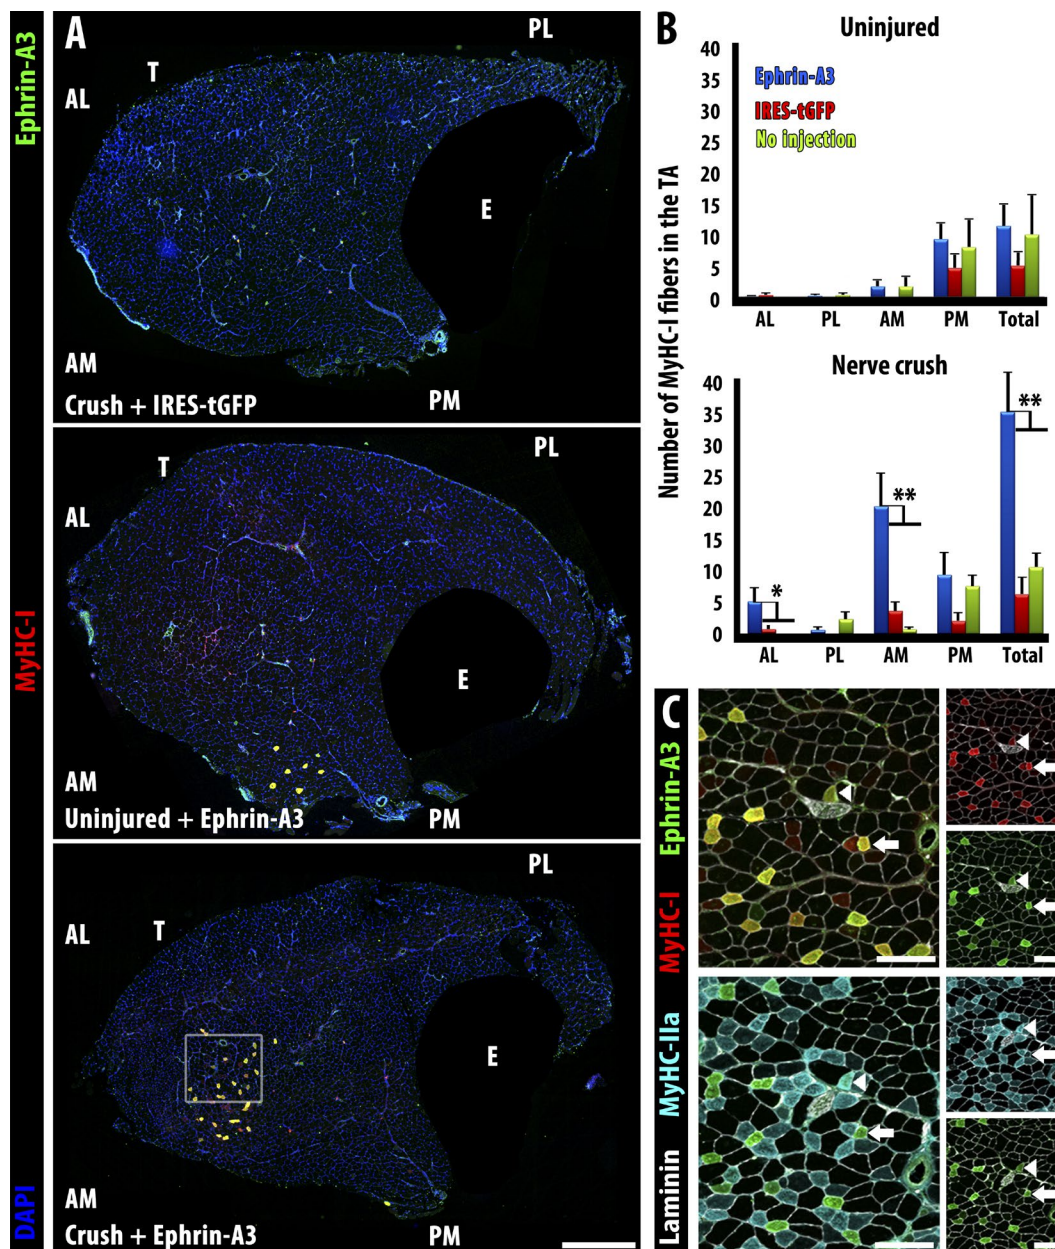 Ephrin-A3
MyHC-I
DAPI
A
PL
T
AL
E
AM
PM
Crush + IRES-tGFP
PL
T
AL
E
AM
PM
Uninjured + Ephrin-A3
PL
AL
T
E
AM
PM
Crush + Ephrin-A3
B
Uninjured
Number of MyHC-I fibers in the TA
40
35
30
25
20
15
10
5
0
Ephrin-A3
IRES-tGFP
No injection
AL PL AM PM Total
Nerve crush
40
35
30
25
20
15
10
5
0
*
**
**
AL PL AM PM Total
C
Ephrin-A3
MyHC-I
MyHC-IIa
Laminin